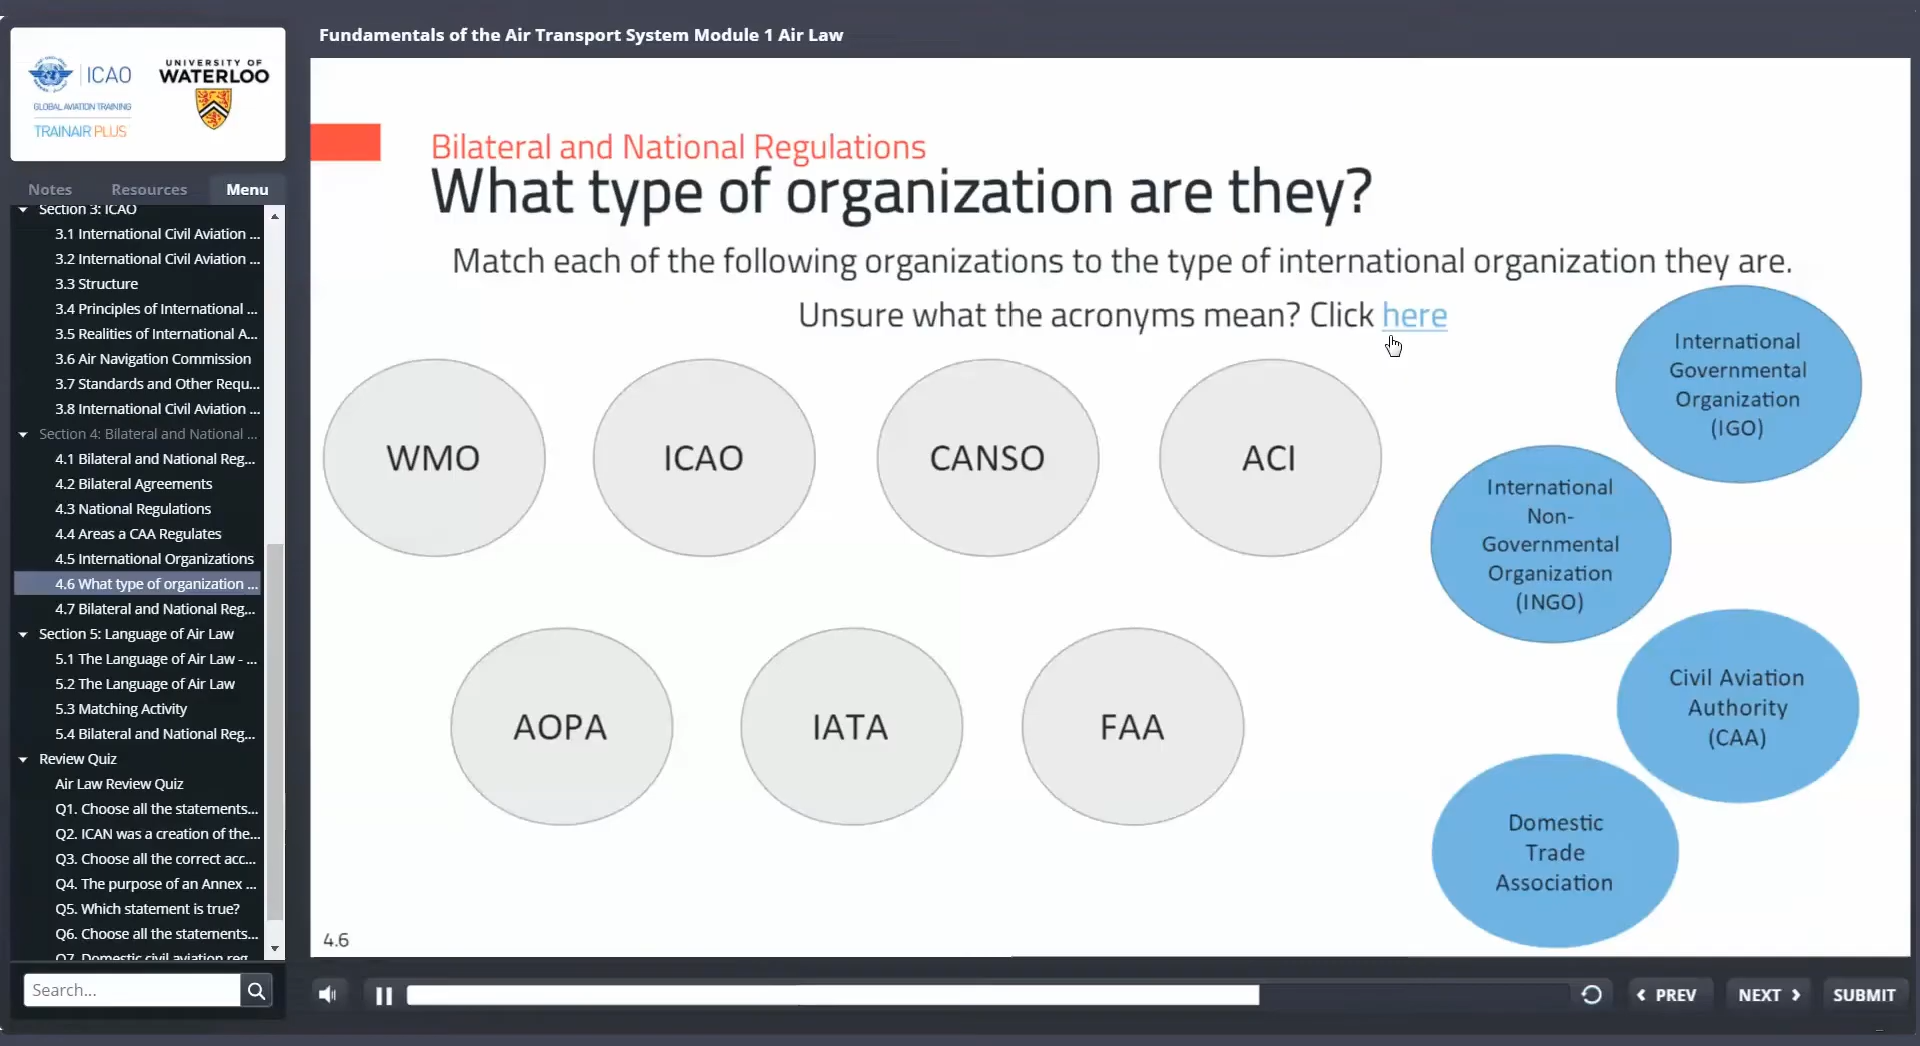 Fundamentals of the Air Transport System Module 1 Air Law
ICAO
GLOBAL AVIATION TRAINING
TRAINAIR PLUS
UNIVERSITY OF
WATERLOO
Notes
Resources
Menu
Section 3: ICAO
3.1 International Civil Aviation ...
3.2 International Civil Aviation ...
3.3 Structure
3.4 Principles of International ...
3.5 Realities of International A...
3.6 Air Navigation Commission
3.7 Standards and Other Requ...
3.8 International Civil Aviation ...
Section 4: Bilateral and National ...
4.1 Bilateral and National Reg...
4.2 Bilateral Agreements
4.3 National Regulations
4.4 Areas a CAA Regulates
4.5 International Organizations
4.6 What type of organization ...
4.7 Bilateral and National Reg...
Section 5: Language of Air Law
5.1 The Language of Air Law - ...
5.2 The Language of Air Law
5.3 Matching Activity
5.4 Bilateral and National Reg...
Review Quiz
Air Law Review Quiz
Q1. Choose all the statements...
Q2. ICAN was a creation of the...
Q3. Choose all the correct acc...
Q4. The purpose of an Annex ...
Q5. Which statement is true?
Q6. Choose all the statements...
Q7. Domestic civil aviation reg...
Search...
Bilateral and National Regulations
What type of organization are they?
Match each of the following organizations to the type of international organization they are.
Unsure what the acronyms mean? Click here
WMO
ICAO
CANSO
ACI
AOPA
IATA
FAA
International
Governmental
Organization
(IGO)
International
Non-
Governmental
Organization
(INGO)
Civil Aviation
Authority
(CAA)
Domestic
Trade
Association
4.6
PREV
NEXT
SUBMIT